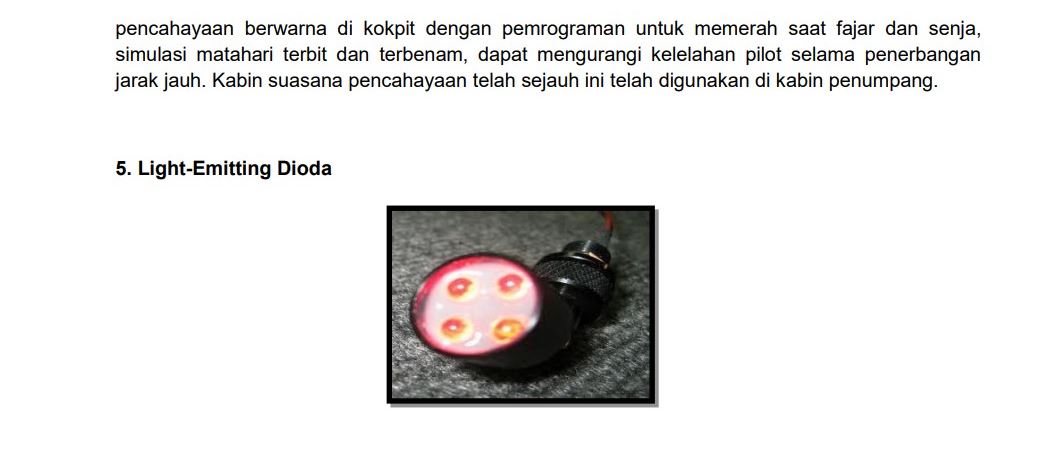 pencahayaan berwarna di kokpit dengan pemrograman untuk memerah saat fajar dan senja,
simulasi matahari terbit dan terbenam, dapat mengurangi kelelahan pilot selama penerbangan
jarak jauh. Kabin suasana pencahayaan telah sejauh ini telah digunakan di kabin penumpang.
5. Light-Emitting Dioda